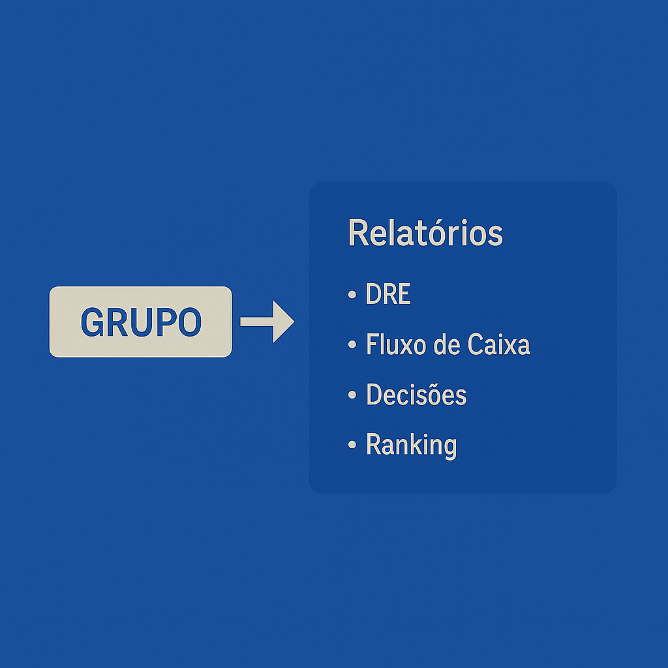 GRUPO
Relatórios
• DRE
• Fluxo de Caixa
• Decisões
• Ranking